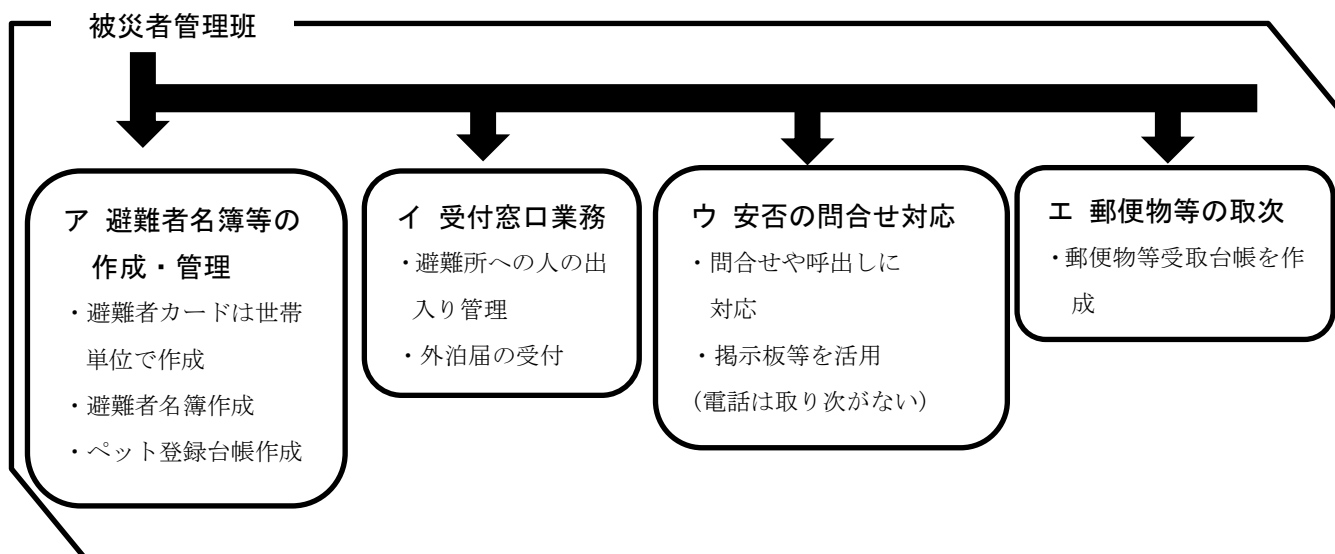 被災者管理班
ア 避難者名簿等の
作成・管理
・避難者カードは世帯
単位で作成
・避難者名簿作成
・ペット登録台帳作成
イ 受付窓口業務
・避難所への人の出
入り管理
・外泊届の受付
ウ 安否の問合せ対応
・問合せや呼出しに
対応
・掲示板等を活用
（電話は取り次がない）
エ 郵便物等の取次
・郵便物等受取台帳を作
成